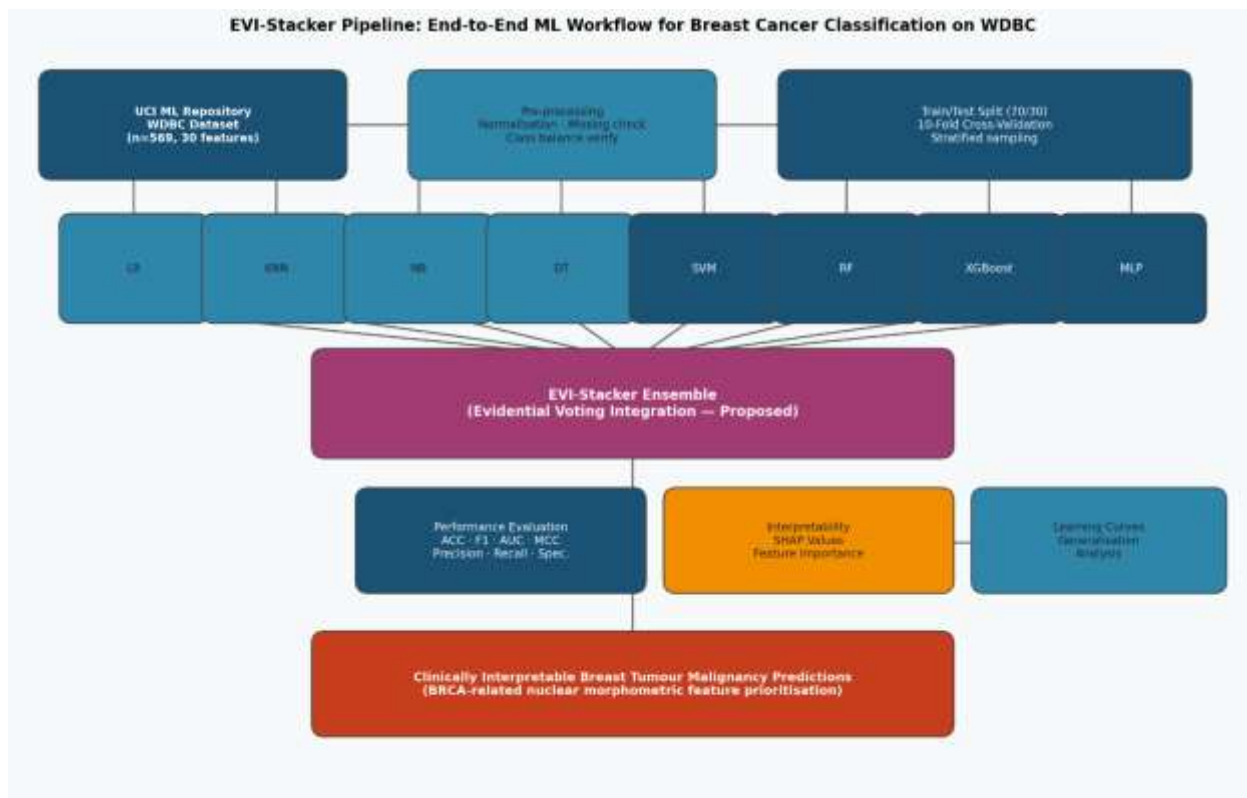 EVI-Stacker Pipeline: End-to-End ML Workflow for Breast Cancer Classification on WDBC
UCI ML Repository
WDBC Dataset
(n=569, 30 features)
Pre-processing
Normalisation · Missing check
Class balance verify
Train/Test Split (70/30)
10-Fold Cross-Validation
Stratified sampling
LR
KNN
NB
DT
SVM
RF
XGBoost
MLP
EVI-Stacker Ensemble
(Evidential Voting Integration — Proposed)
Performance Evaluation
ACC · F1 · AUC · MCC
Precision · Recall · Spec.
Interpretability
SHAP Values
Feature Importance
Learning Curves
Generalisation
Analysis
Clinically Interpretable Breast Tumour Malignancy Predictions
(BRCA-related nuclear morphometric feature prioritisation)